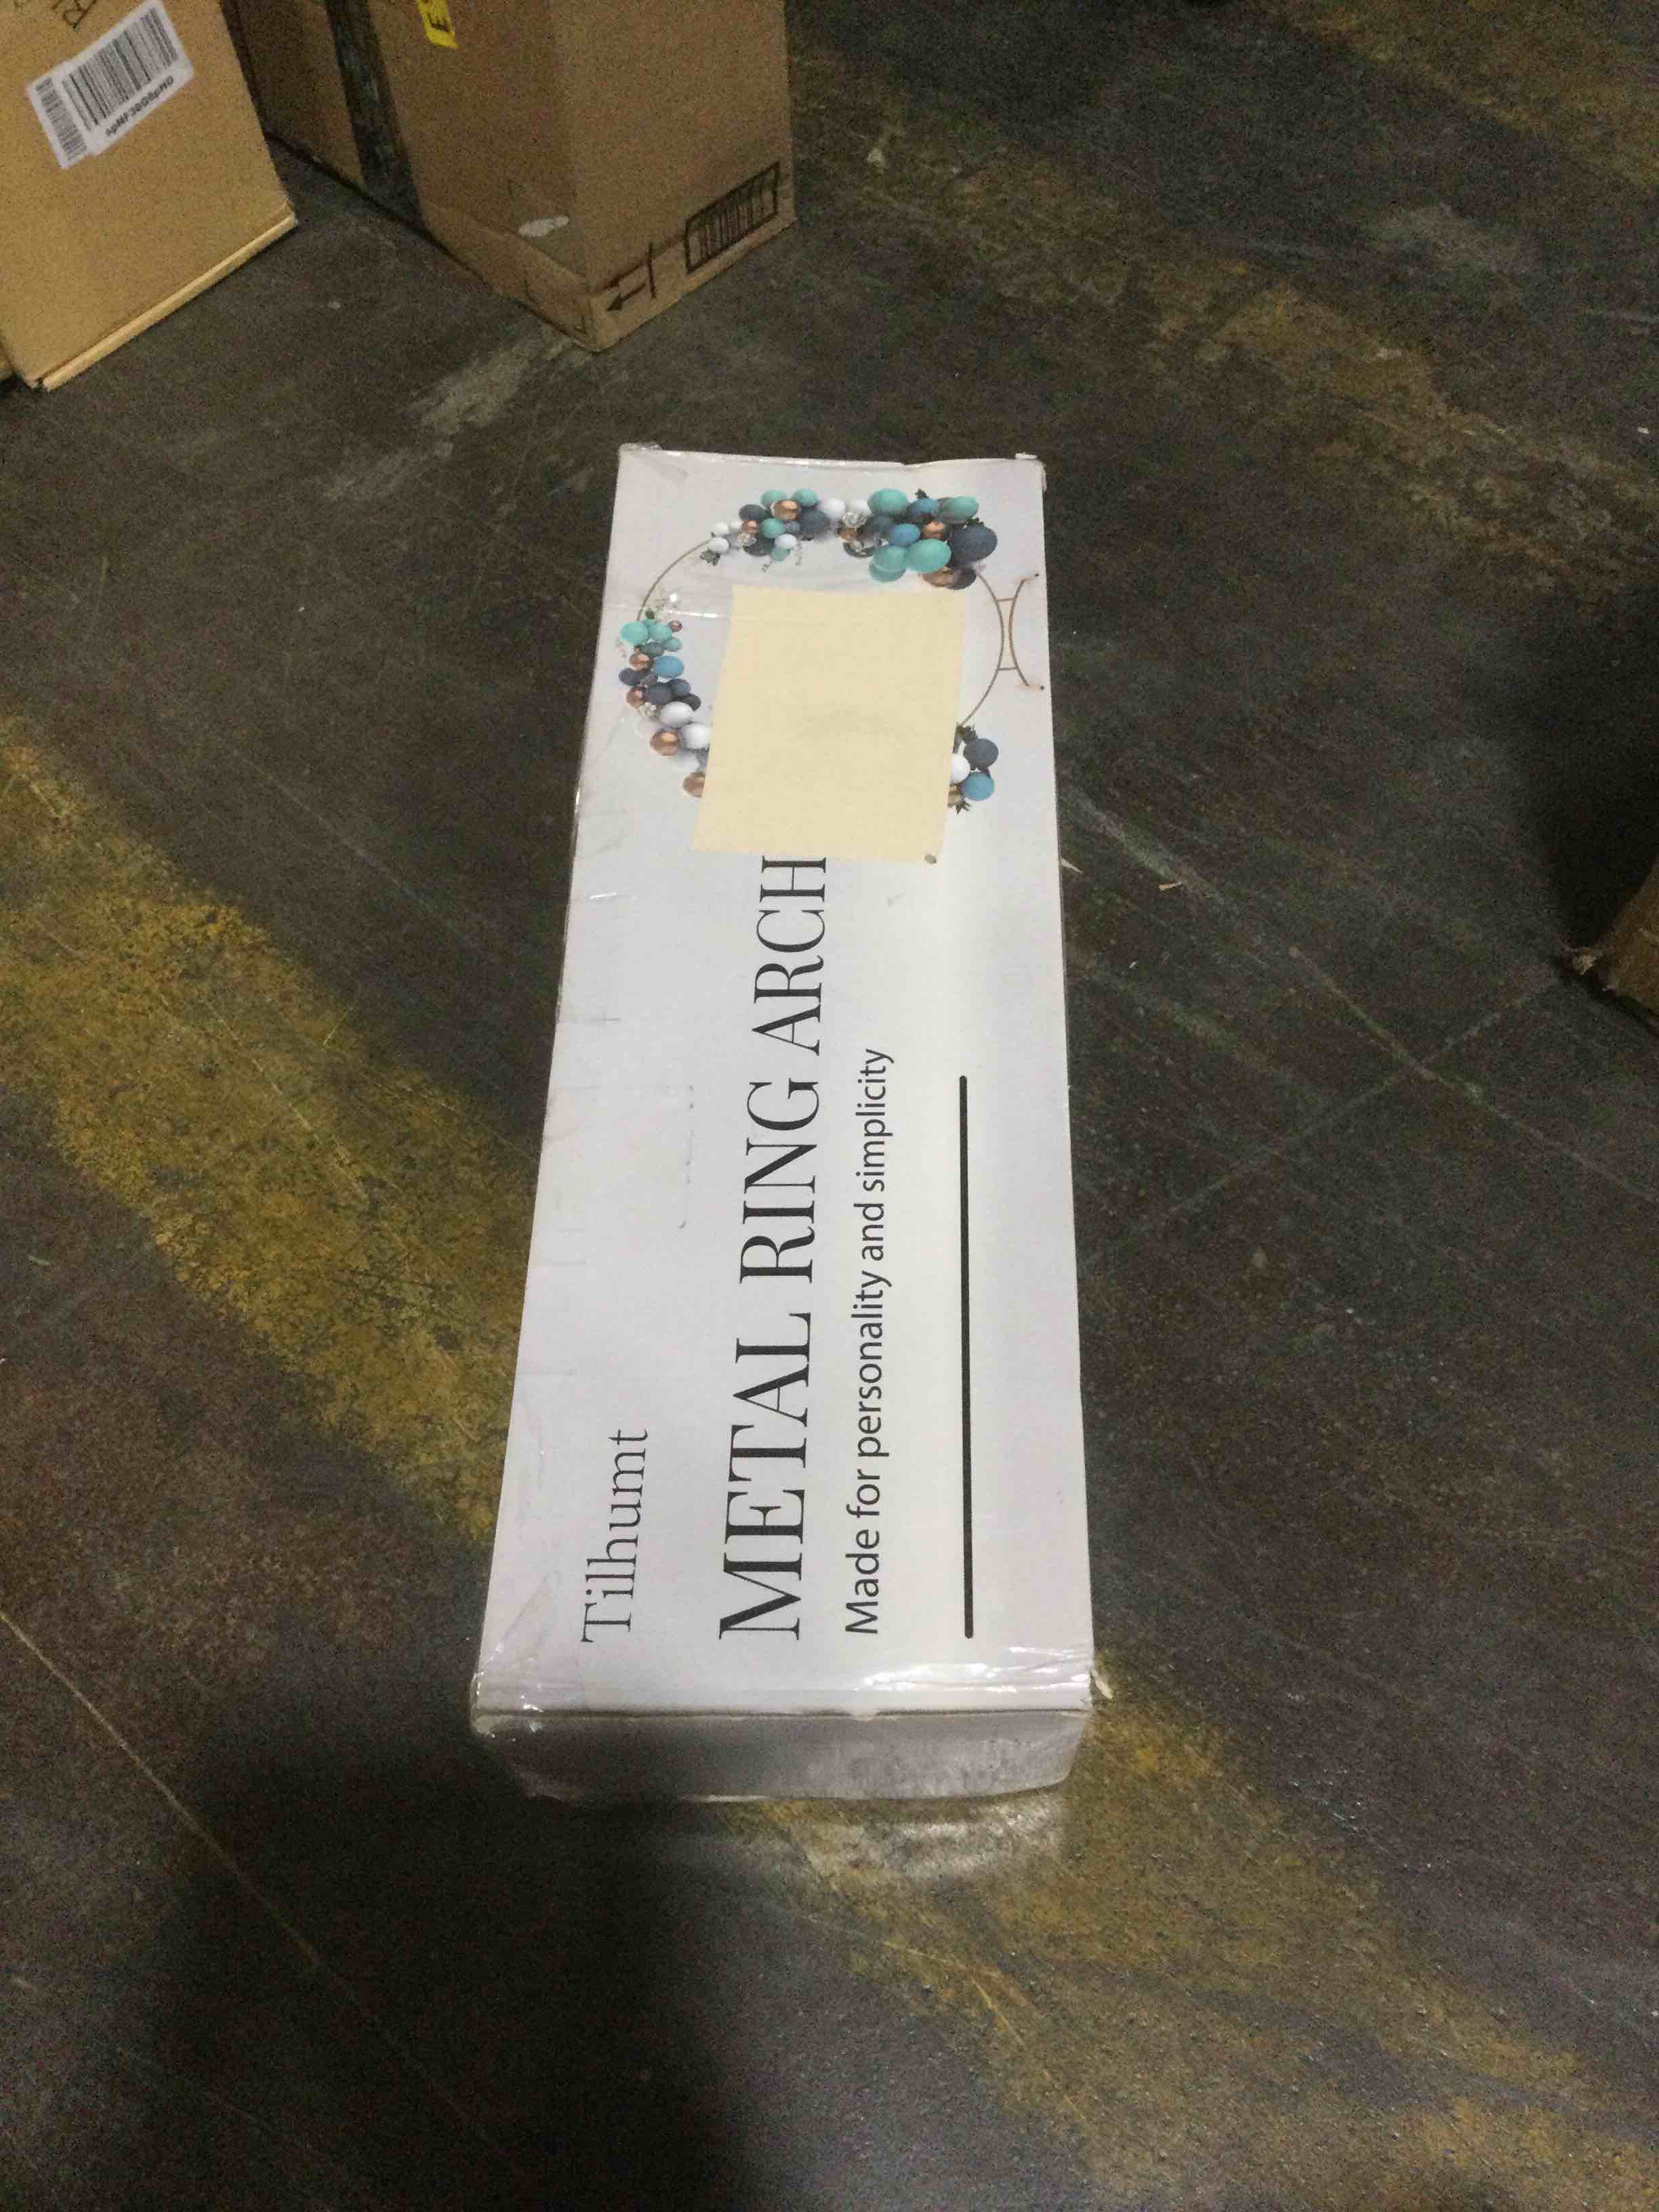 Tilhumt
METAL RING ARCH
Made for personality and simplicity